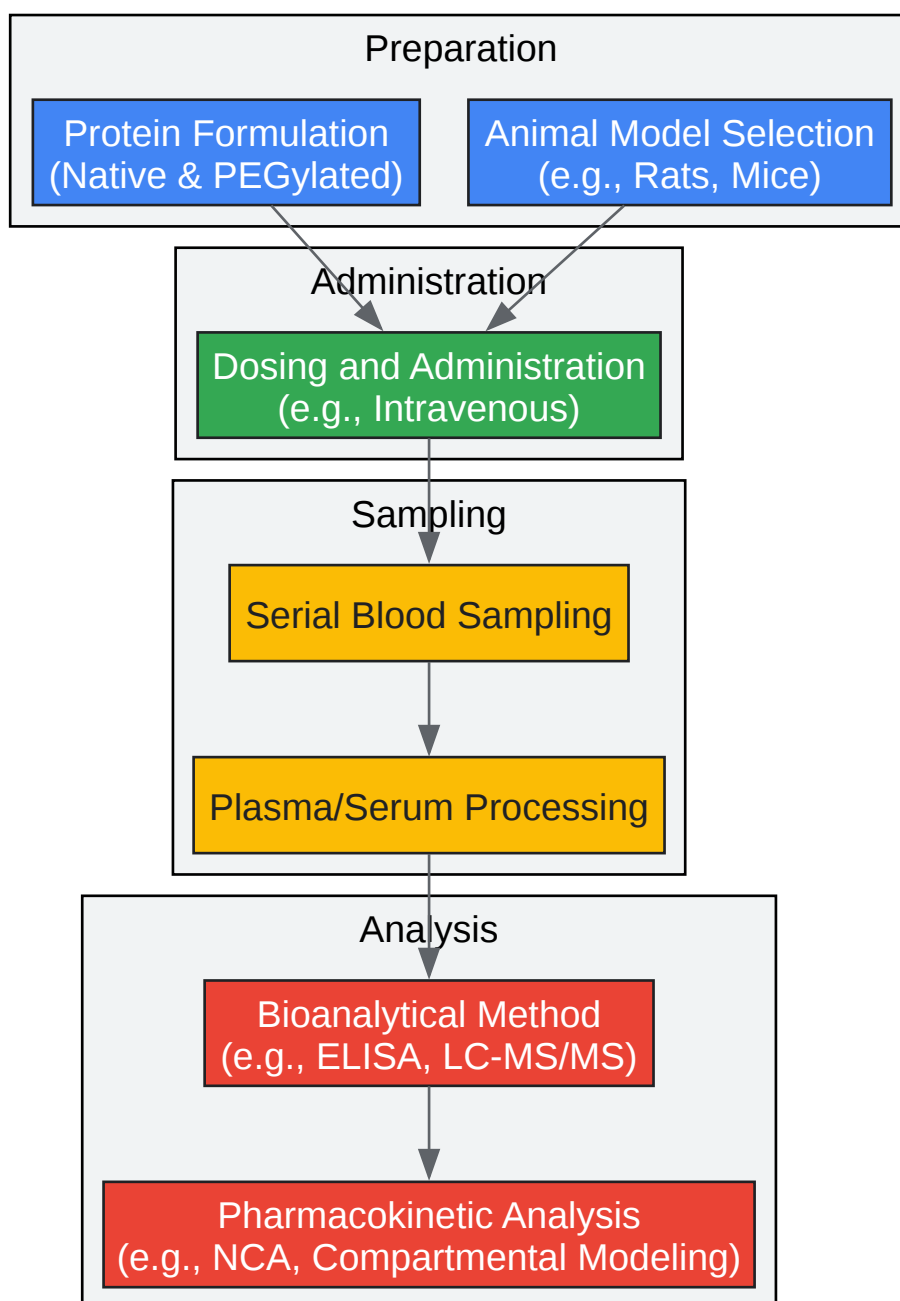 Preparation
Protein Formulation
(Native & PEGylated)
Animal Model Selection
(e.g., Rats, Mice)
Administration
Dosing and Administration
(e.g., Intravenous)
Sampling
Serial Blood Sampling
Plasma/Serum Processing
Analysis
Bioanalytical Method
(e.g., ELISA, LC-MS/MS)
Pharmacokinetic Analysis
(e.g., NCA, Compartmental Modeling)